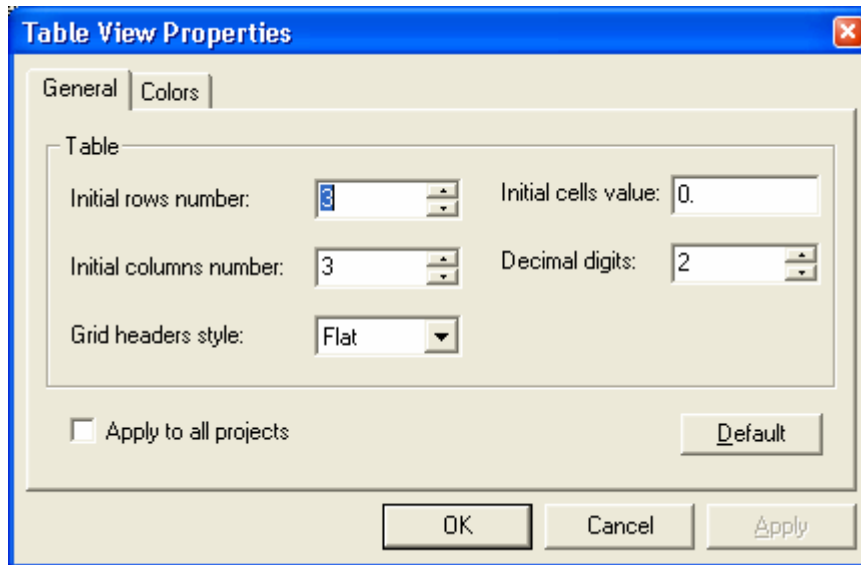 Table View Properties
General Colors
Table
Initial rows number: 3 Initial cells value: 0.
Initial columns number: 3 Decimal digits: 2
Grid headers style: Flat
Apply to all projects Default
OK Cancel Apply